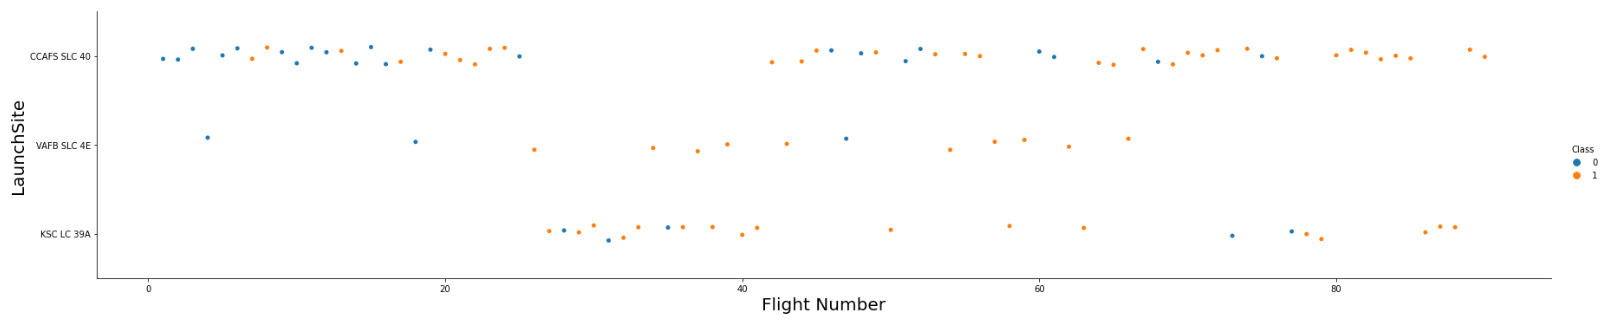 CCAFS SLC 40
VAFB SLC 4E
KSC LC 39A
LaunchSite
0 20 40 60 80
Flight Number
Class
0
1